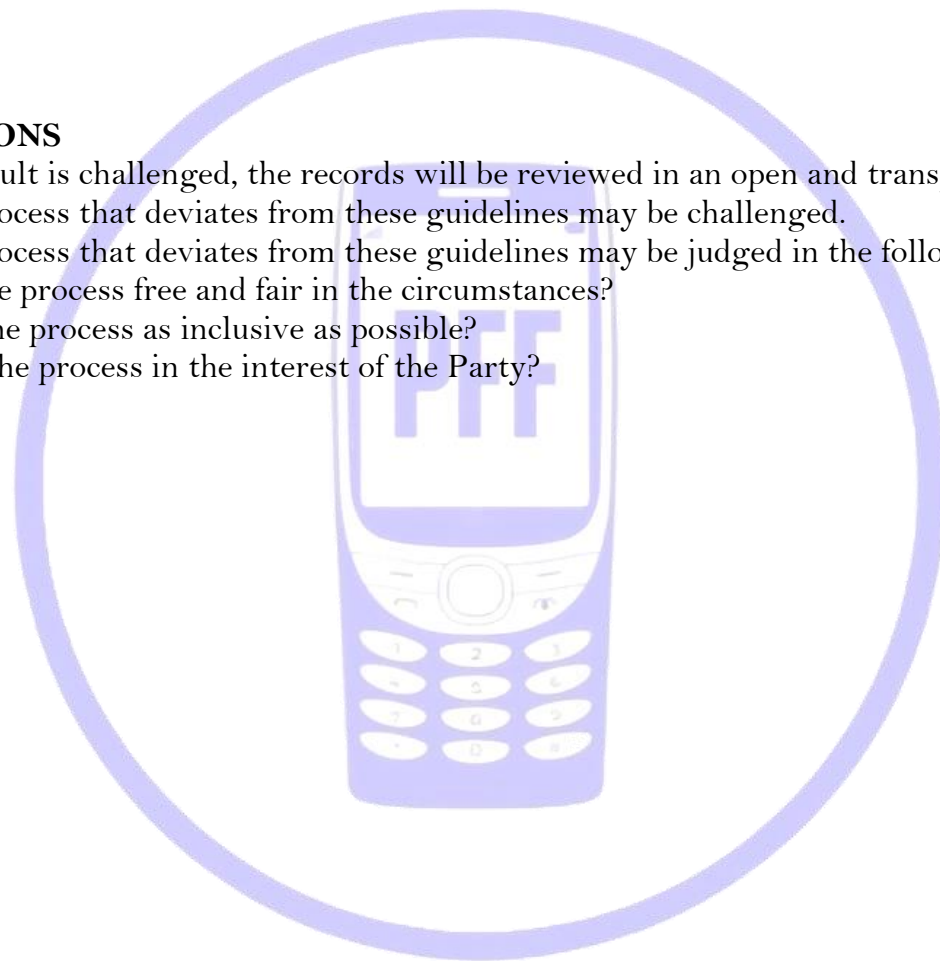 ONS
ult is challenged, the records will be reviewed in an open and trans
ocess that deviates from these guidelines may be challenged.
ocess that deviates from these guidelines may be judged in the follo
e process free and fair in the circumstances?
he process as inclusive as possible?
he process in the interest of the Party?
PFF
1 2 3